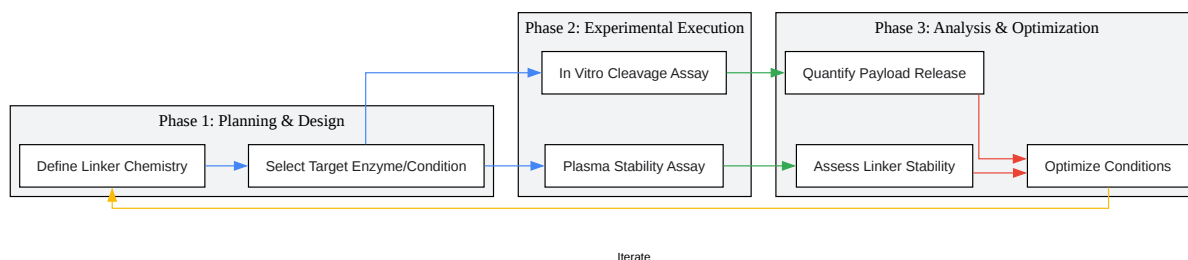 Phase 1: Planning & Design
Define Linker Chemistry
Select Target Enzyme/Condition
Phase 2: Experimental Execution
In Vitro Cleavage Assay
Plasma Stability Assay
Phase 3: Analysis & Optimization
Quantify Payload Release
Assess Linker Stability
Optimize Conditions
Iterate